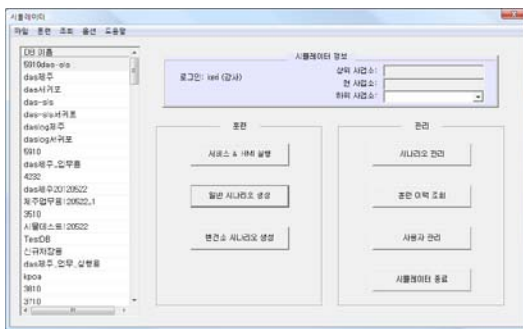 시뮬레이터
파일 훈련 조회 옵션 도움말
DB 이름
5910das-sis
das제주
das서귀포
das-sis
das-sis서귀포
daslog제주
daslog서귀포
5910
das제주_업무용
4232
das제주20120522
제주업무용120522_1
3510
시뮬테스트120522
TestDB
신규차장용
das제주_업무_실행용
kpoa
3810
3710
시뮬레이터 정보
로그인: keri (강사)
상위 사업소:
현 사업소:
하위 사업소:
훈련
서비스 & HMI 실행
일반 시나리오 생성
변전소 시나리오 생성
관리
시나리오 관리
훈련 이력 조회
사용자 관리
시뮬레이터 종료